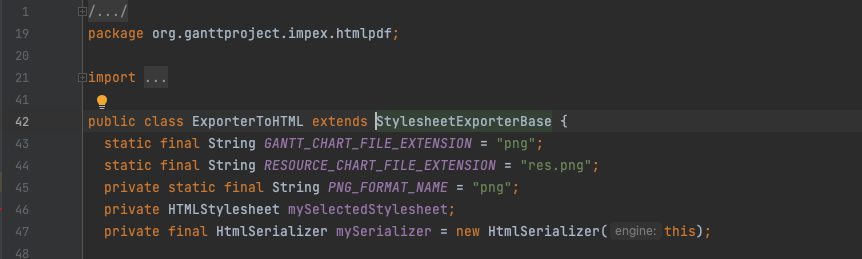 1 /.../
19 package org.ganttproject.impex.htmlpdf;
20
21 import ...
41
42 public class ExporterToHTML extends StylesheetExporterBase {
43 static final String GANTT_CHART_FILE_EXTENSION = "png";
44 static final String RESOURCE_CHART_FILE_EXTENSION = "res.png";
45 private static final String PNG_FORMAT_NAME = "png";
46 private HTMLStylesheet mySelectedStylesheet;
47 private final HtmlSerializer mySerializer = new HtmlSerializer( engine: this);
48